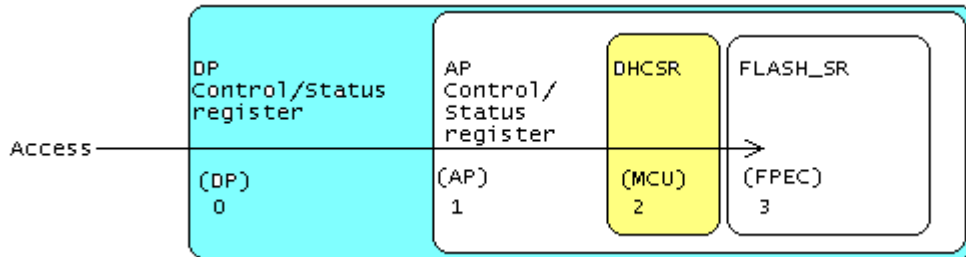 DP
Control/Status
register
AP
Control/
Status
register
DHCSR
FLASH_SR
Access
(DP)
0
(AP)
1
(MCU)
2
(FPEC)
3